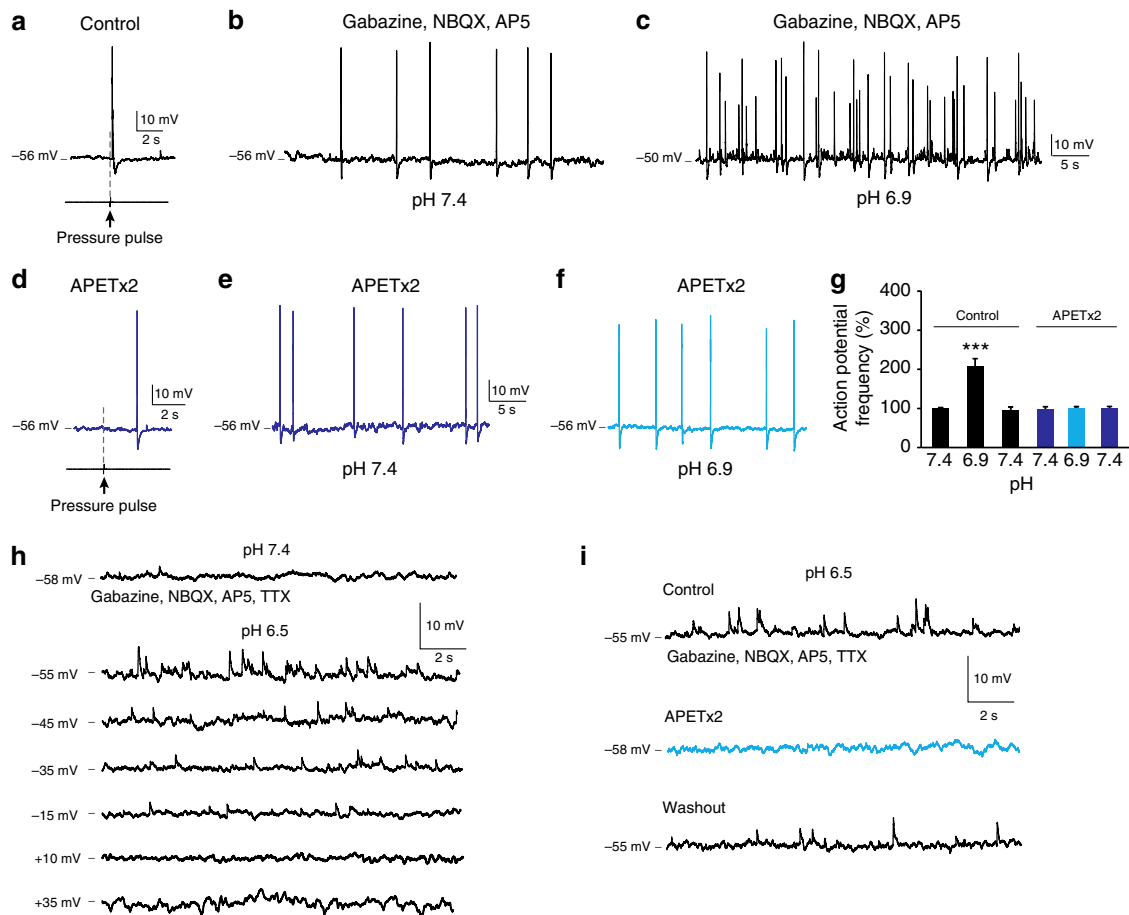 a
Control
10 mV
2 s
–56 mV
Pressure pulse
b
Gabazine, NBQX, AP5
–56 mV
pH 7.4
c
Gabazine, NBQX, AP5
–50 mV
10 mV
5 s
pH 6.9
d
APETx2
10 mV
2 s
–56 mV
Pressure pulse
e
APETx2
10 mV
5 s
–56 mV
pH 7.4
f
APETx2
–56 mV
pH 6.9
g
Action potential
frequency (%)
400
300
200
100
0
Control
APETx2
***
7.4 6.9 7.4 7.4 6.9 7.4
pH
h
pH 7.4
–58 mV
Gabazine, NBQX, AP5, TTX
10 mV
2 s
pH 6.5
–55 mV
–45 mV
–35 mV
–15 mV
+10 mV
+35 mV
i
pH 6.5
Control
–55 mV
Gabazine, NBQX, AP5, TTX
10 mV
2 s
APETx2
–58 mV
Washout
–55 mV